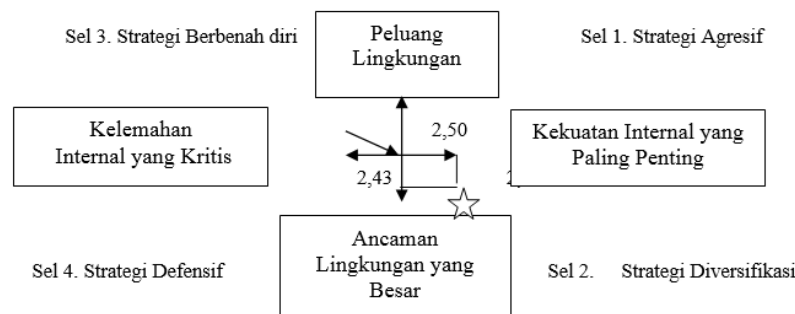 Sel 3. Strategi Berbenah diri
Peluang
Lingkungan
Sel 1. Strategi Agresif
Kelemahan
Internal yang Kritis
2,50
Kekuatan Internal yang
Paling Penting
2,43
Sel 4. Strategi Defensif
Ancaman
Lingkungan yang
Besar
Sel 2. Strategi Diversifikasi